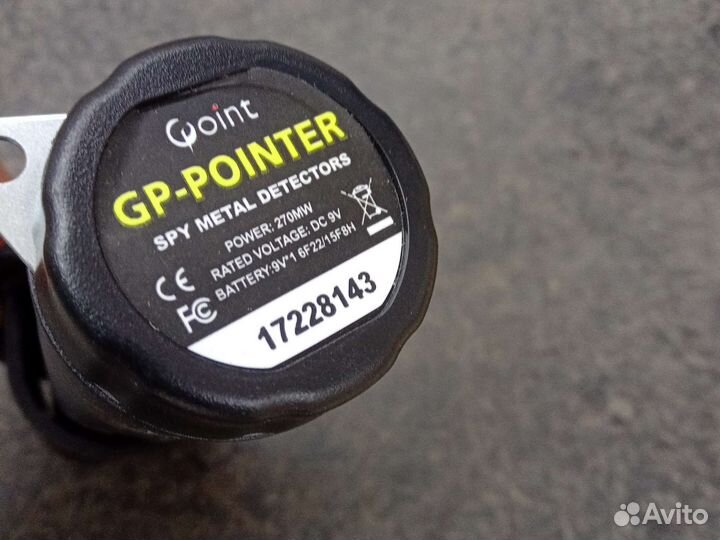 GPoint
GP-POINTER
SPY METAL DETECTORS
POWER: 270MW
RATED VOLTAGE: DC 9V
BATTERY:9V*1 6F22/15F8H
CE
FC
17228143
Avito